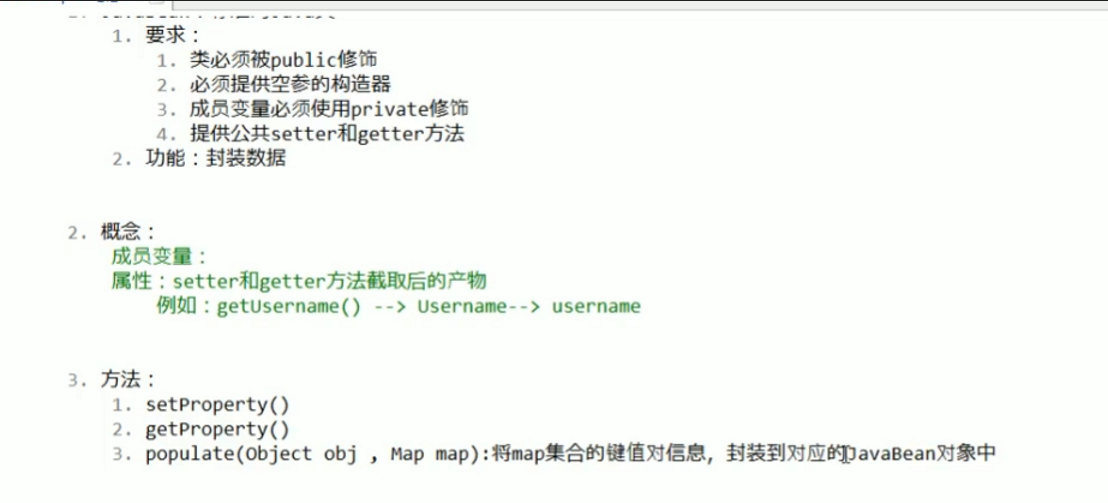 1. 要求：
1. 类必须被public修饰
2. 必须提供空参的构造器
3. 成员变量必须使用private修饰
4. 提供公共setter和getter方法
2. 功能：封装数据
2. 概念：
成员变量：
属性：setter和getter方法截取后的产物
例如：getUsername() --> Username--> username
3. 方法：
1. setProperty()
2. getProperty()
3. populate(Object obj , Map map):将map集合的键值对信息，封装到对应的JavaBean对象中